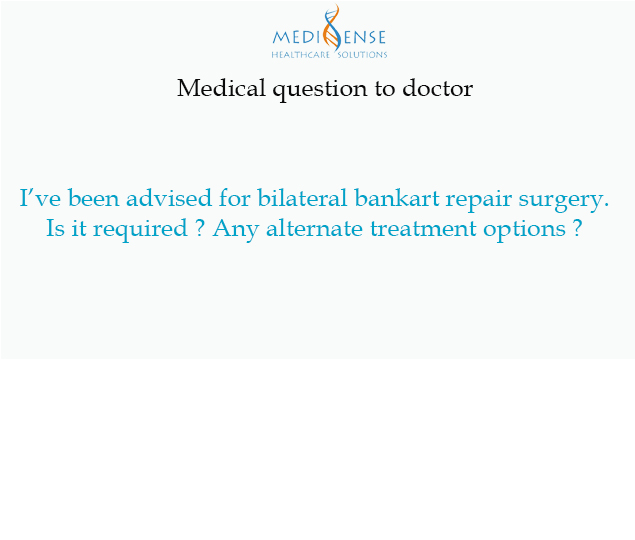 MEDISENSE
HEALTHCARE SOLUTIONS
Medical question to doctor
I've been advised for bilateral bankart repair surgery.
Is it required ? Any alternate treatment options ?